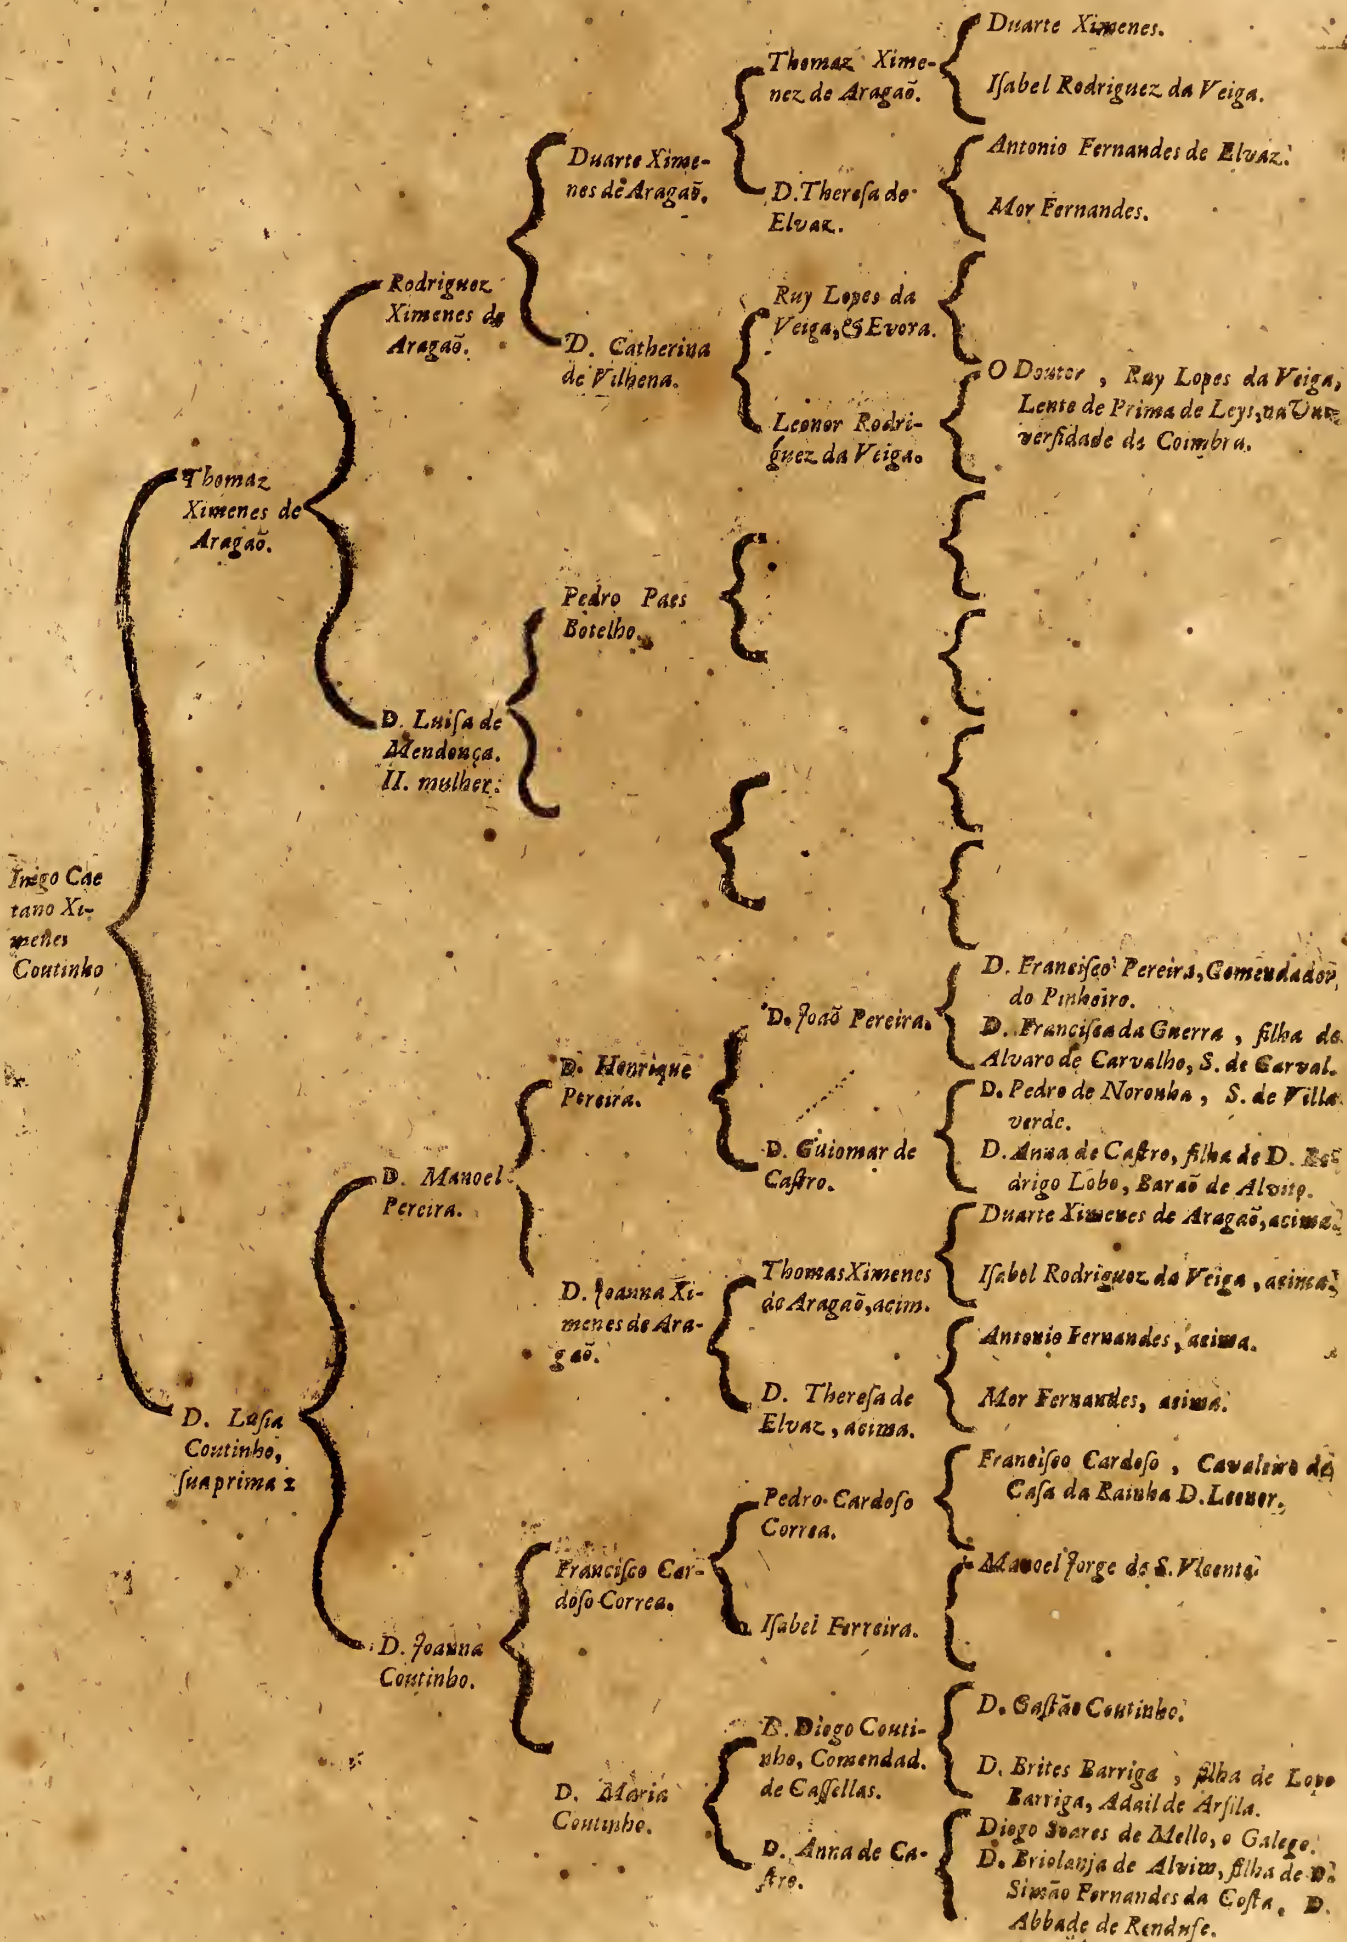 Duarte Ximenes.
Thomaz Xime-
nez de Aragaõ.
Iſabel Rodriguez da Veiga.
Duarte Xime-
nes de Aragaõ.
Antonio Fernandes de Elvaz.
D. Thereſa de
Elvaz.
Mor Fernandes.
Rodriguez
Ximenes de
Aragaõ.
Ruy Lopes da
Veiga, & Evora.
D. Catherina
de Vilhena.
O Doutor, Ruy Lopes da Veiga,
Lente de Prima de Leys, na Uni-
verſidade de Coimbra.
Leonor Rodri-
guez da Veiga.
Thomaz
Ximenes de
Aragaõ.
Pedro Paes
Botelho.
D. Luiſa de
Mendonça.
II. mulher.
Inigo Cae
tano Xi-
menes
Coutinho
D. Franciſco Pereira, Comendador
do Pinheiro.
D. Joaõ Pereira.
D. Franciſca da Guerra, filha de
Alvaro de Carvalho, S. de Carval.
D. Henrique
Pereira.
D. Pedro de Noronha, S. de Villa
verde.
D. Guiomar de
Caſtro.
D. Anna de Caſtro, filha de D. Ro-
drigo Lobo, Baraõ de Alvito.
D. Manoel
Pereira.
Duarte Ximenes de Aragaõ, acima.
Thomas Ximenes
de Aragaõ, acim.
Iſabel Rodriguez da Veiga, acima.
D. Joanna Xi-
menes de Ara-
gaõ.
Antonio Fernandes, acima.
D. Thereſa de
Elvaz, acima.
Mor Fernandes, acima.
D. Luſia
Coutinho,
ſua prima
Franciſco Cardoſo, Cavaleiro da
Caſa da Rainha D. Leonor.
Pedro Cardoſo
Correa.
Franciſco Car-
doſo Correa.
Manoel Jorge de S. Vicente.
Iſabel Ferreira.
D. Joanna
Coutinho.
D. Gaſtão Coutinho.
D. Diogo Couti-
nho, Comendad.
de Caſſellas.
D. Brites Barriga, filha de Lopo
Barriga, Adail de Arſila.
D. Maria
Coutinho.
Diogo Soares de Mello, o Galego.
D. Anna de Ca-
ſtro.
D. Briolanja de Alvim, filha de D.
Simão Fernandes da Coſta, D.
Abbade de Renduſe.